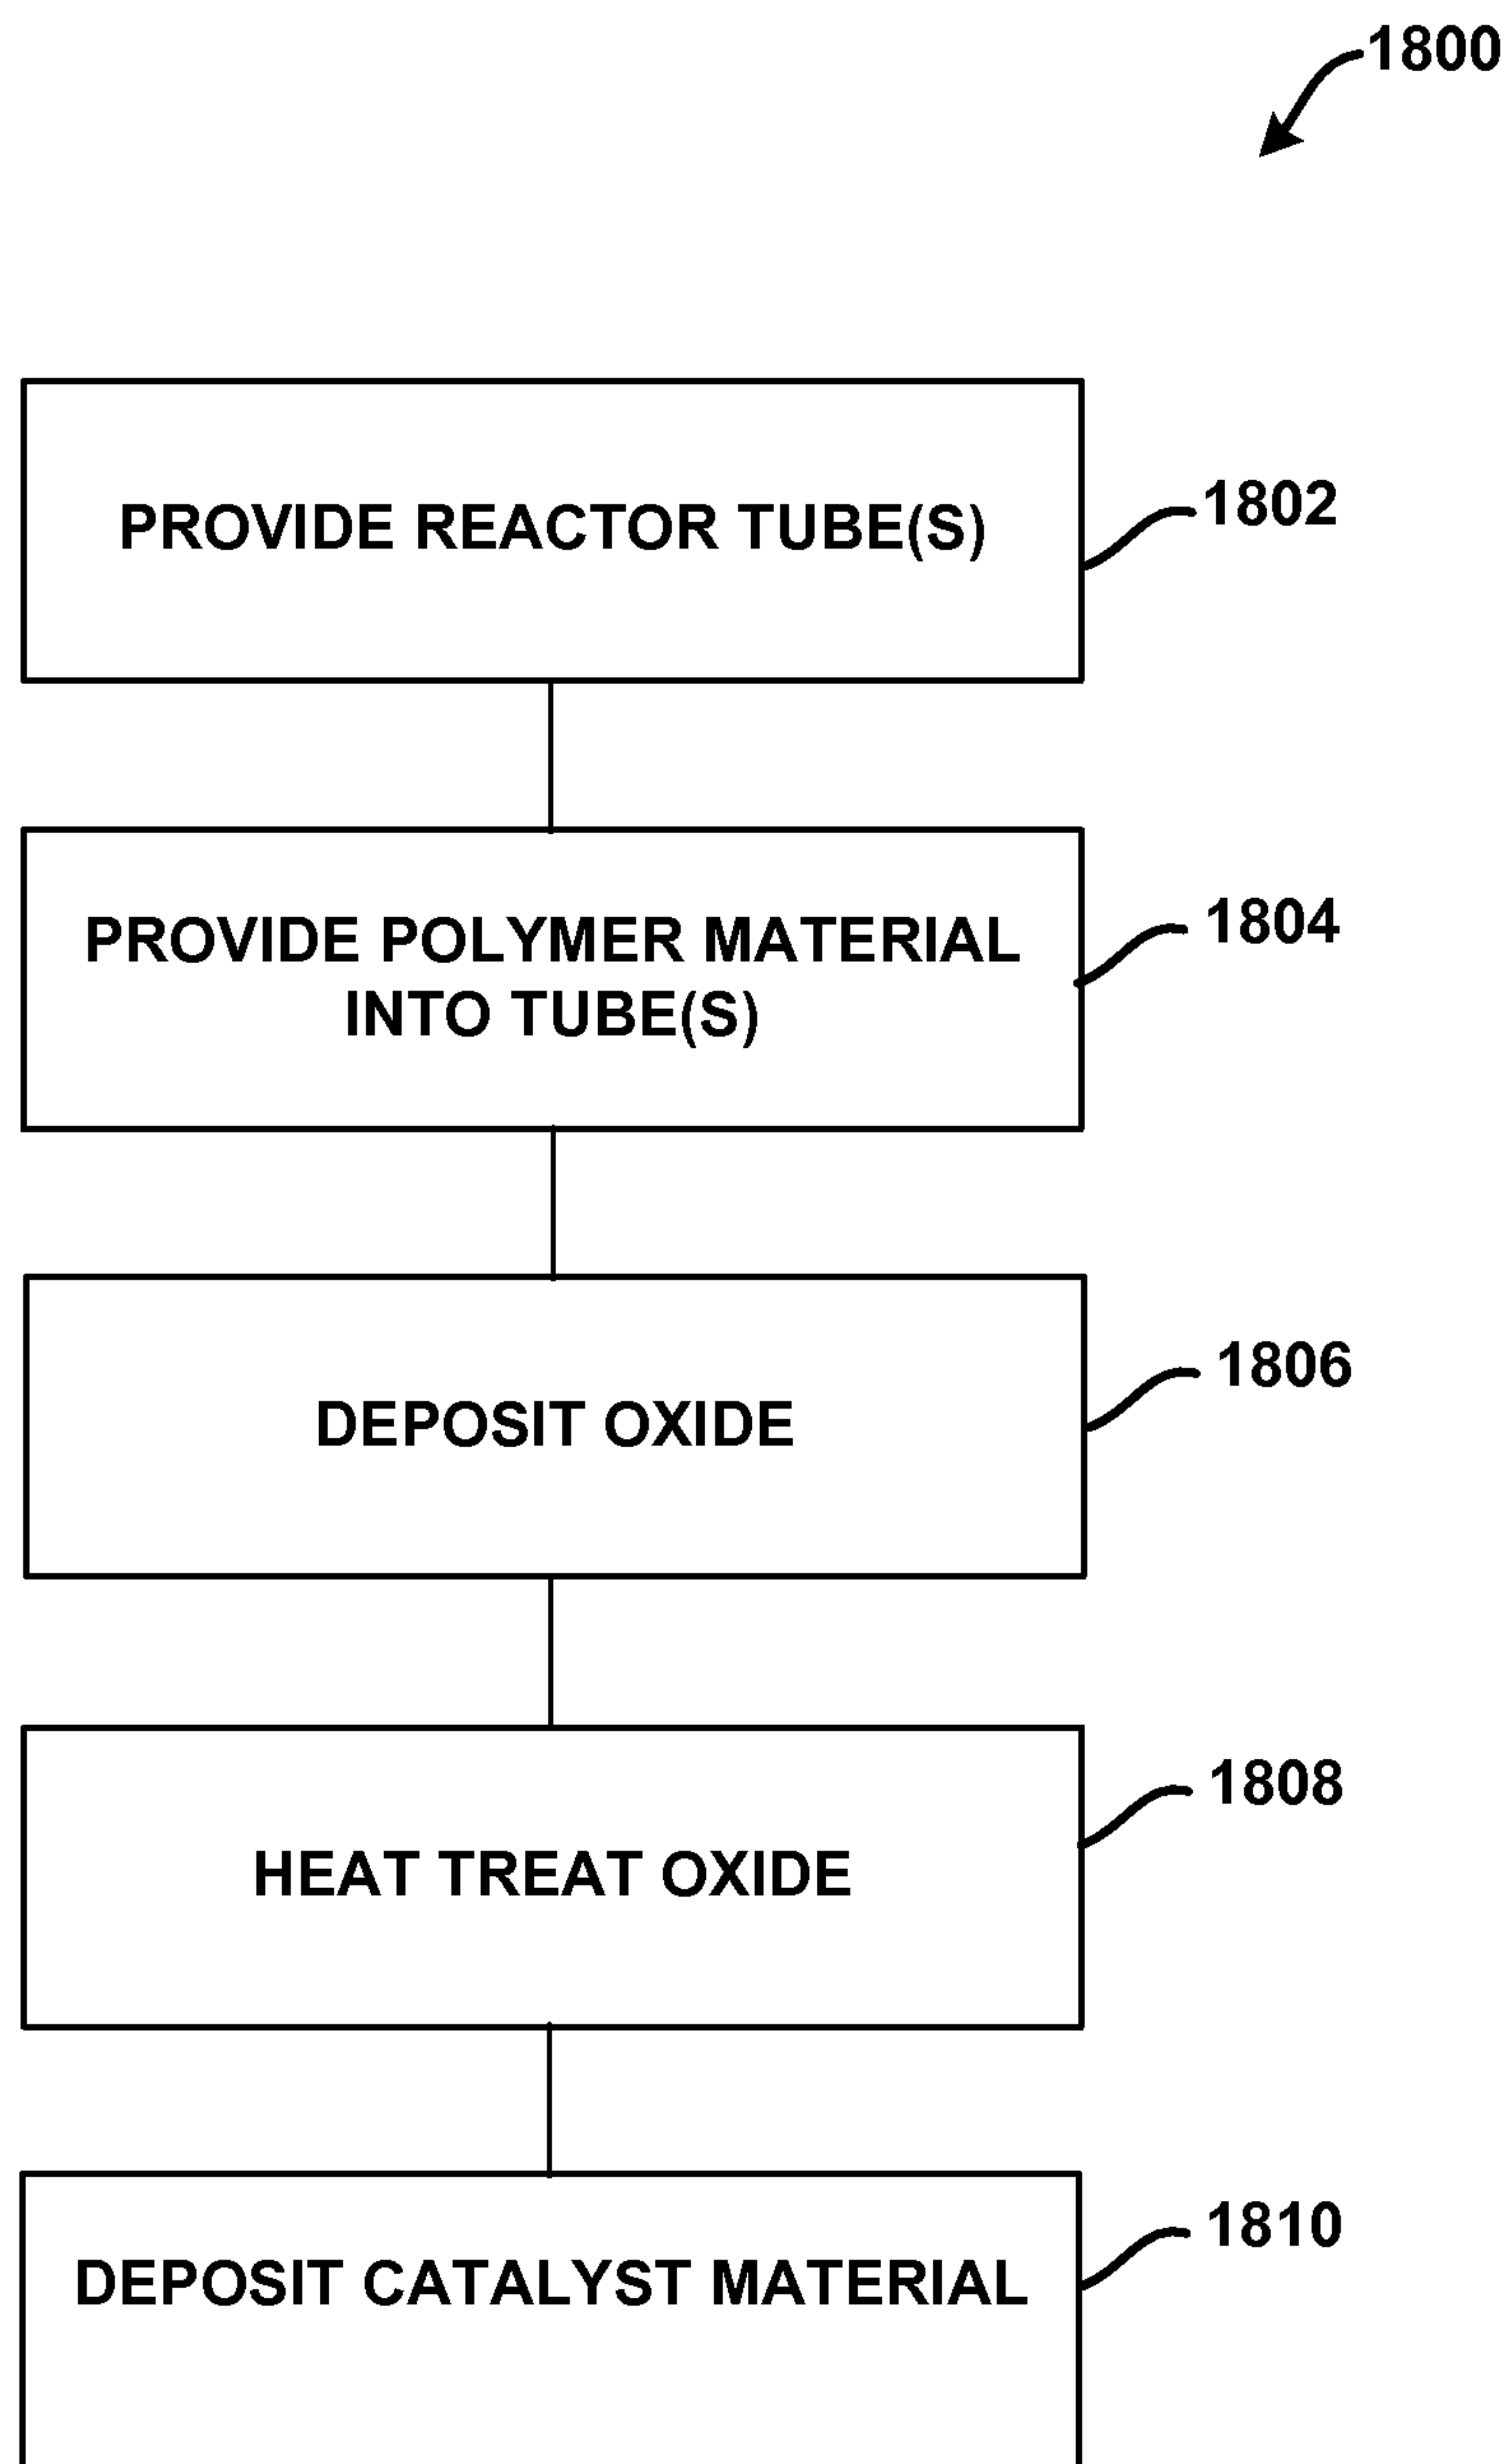 1800
PROVIDE REACTOR TUBE(S)
1802
PROVIDE POLYMER MATERIAL
INTO TUBE(S)
1804
DEPOSIT OXIDE
1806
HEAT TREAT OXIDE
1808
DEPOSIT CATALYST MATERIAL
1810